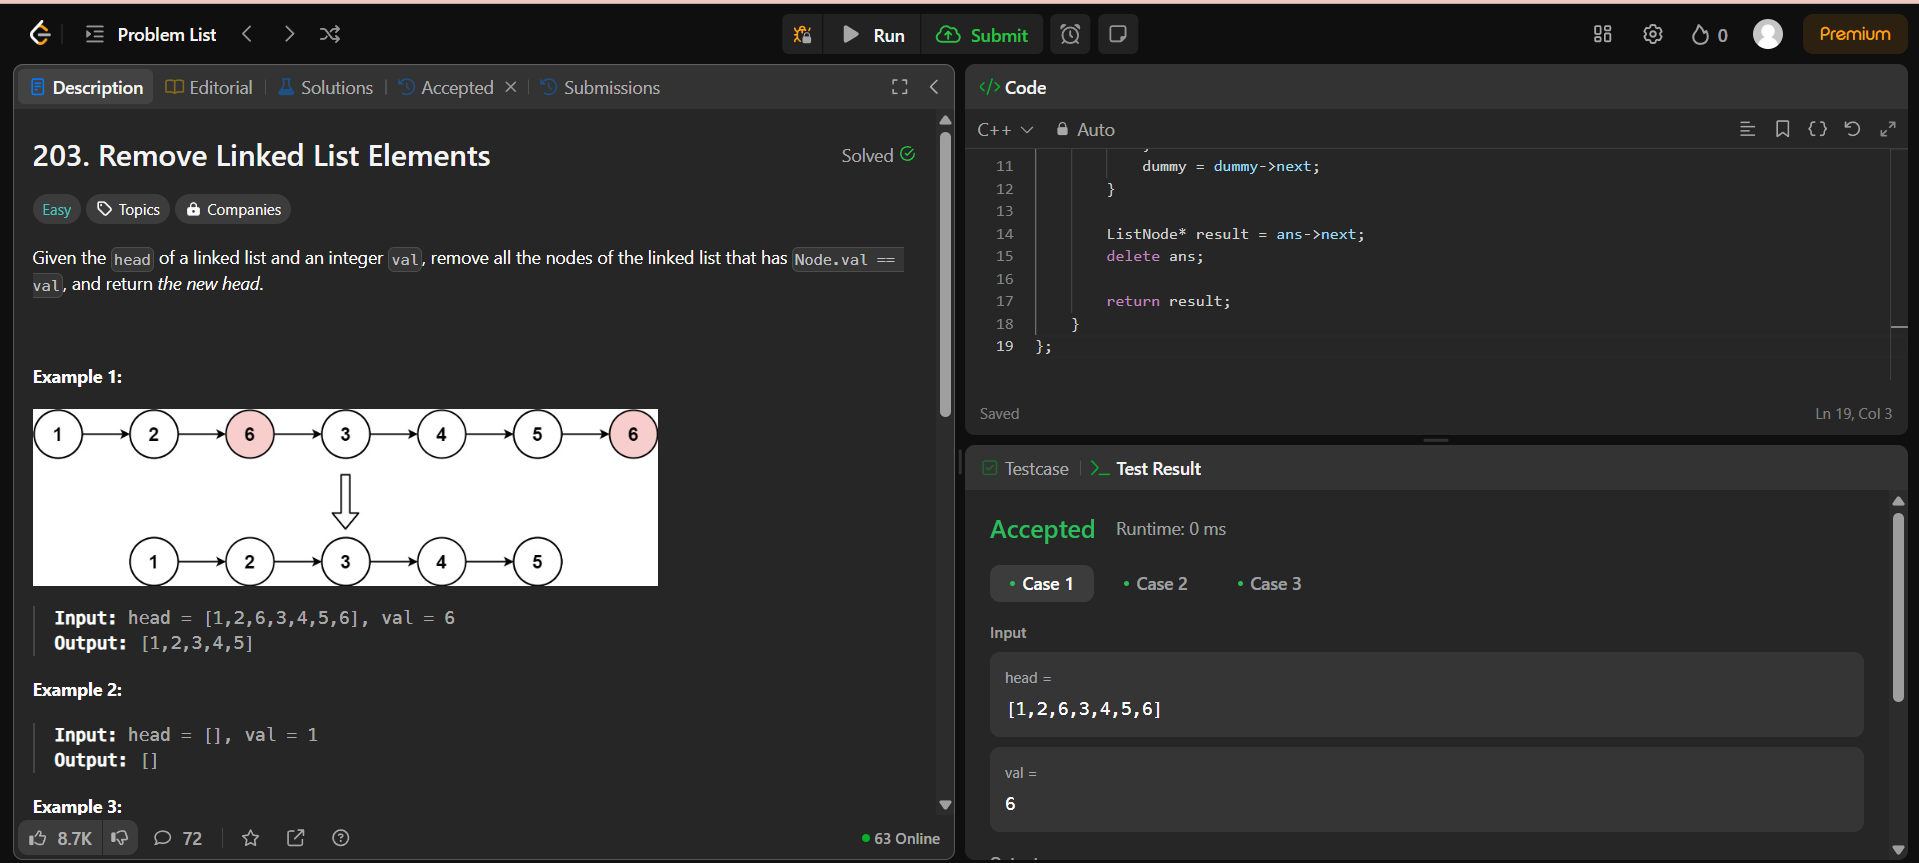 Problem List
Run
Submit
0
Premium
Description
Editorial
Solutions
Accepted
Submissions
203. Remove Linked List Elements
Solved
Easy
Topics
Companies
Given the head of a linked list and an integer val, remove all the nodes of the linked list that has Node.val ==
val, and return the new head.
Example 1:
1 2 6 3 4 5 6
1 2 3 4 5
Input: head = [1,2,6,3,4,5,6], val = 6
Output: [1,2,3,4,5]
Example 2:
Input: head = [], val = 1
Output: []
Example 3:
8.7K
72
63 Online
</> Code
C++
Auto
11 dummy = dummy->next;
12 }
13
14 ListNode* result = ans->next;
15 delete ans;
16
17 return result;
18 }
19 };
Saved
Ln 19, Col 3
Testcase
>_ Test Result
Accepted
Runtime: 0 ms
Case 1
Case 2
Case 3
Input
head =
[1,2,6,3,4,5,6]
val =
6